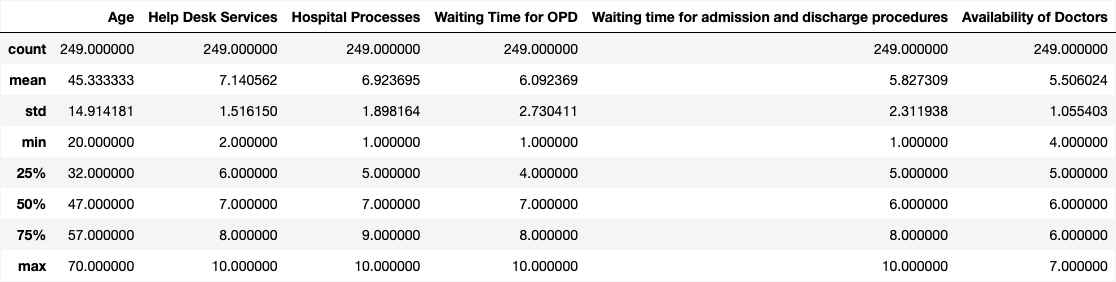 Age Help Desk Services Hospital Processes Waiting Time for OPD Waiting time for admission and discharge procedures Availability of Doctors
count 249.000000 249.000000 249.000000 249.000000 249.000000 249.000000
mean 45.333333 7.140562 6.923695 6.092369 5.827309 5.506024
std 14.914181 1.516150 1.898164 2.730411 2.311938 1.055403
min 20.000000 2.000000 1.000000 1.000000 1.000000 4.000000
25% 32.000000 6.000000 5.000000 4.000000 5.000000 5.000000
50% 47.000000 7.000000 7.000000 7.000000 6.000000 6.000000
75% 57.000000 8.000000 9.000000 8.000000 8.000000 6.000000
max 70.000000 10.000000 10.000000 10.000000 10.000000 7.000000